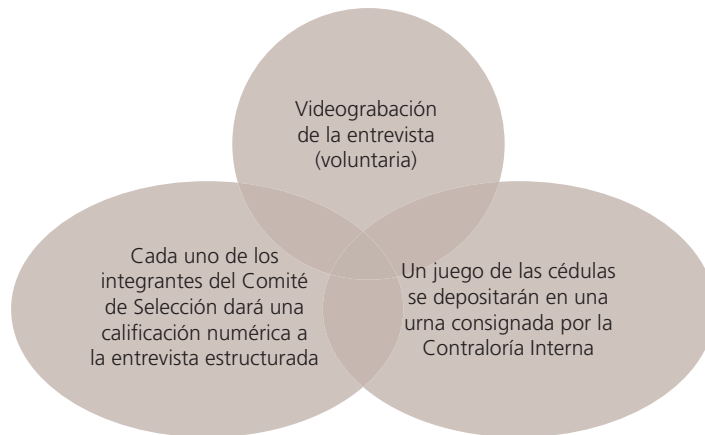 Videograbación
de la entrevista
(voluntaria)
Cada uno de los
integrantes del Comité
de Selección dará una
calificación numérica a
la entrevista estructurada
Un juego de las cédulas
se depositarán en una
urna consignada por la
Contraloría Interna